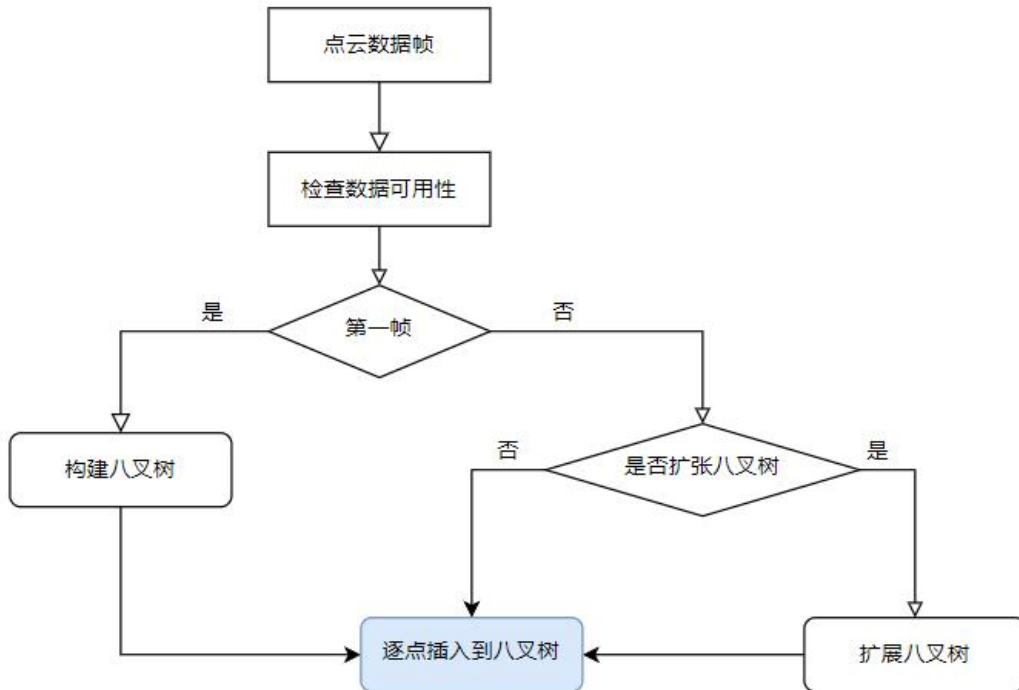 点云数据帧
检查数据可用性
是
第一帧
否
构建八叉树
否
是否扩张八叉树
是
逐点插入到八叉树
扩展八叉树